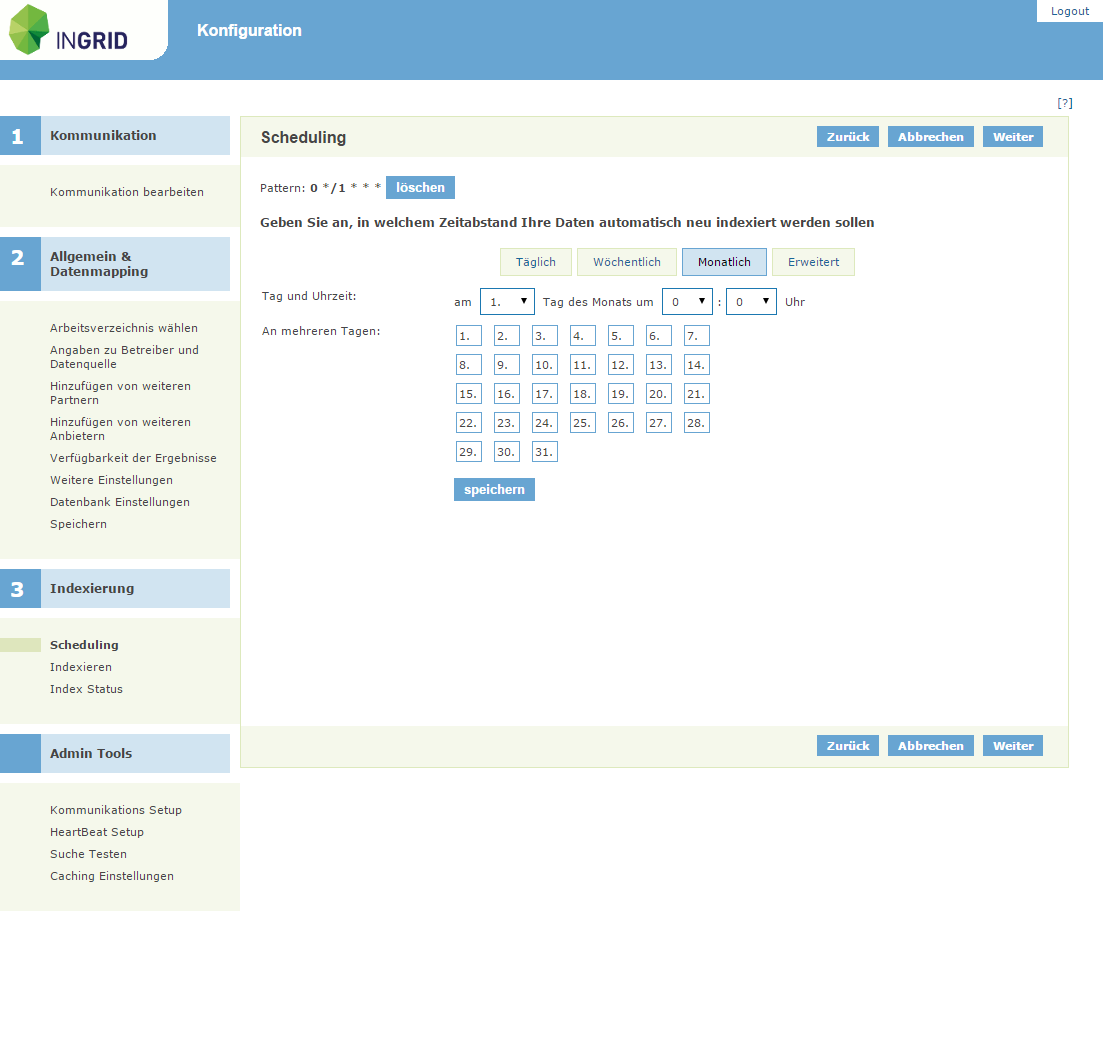 INGRID
Konfiguration
Logout
[?]
1 Kommunikation
Kommunikation bearbeiten
2 Allgemein &
Datenmapping
Arbeitsverzeichnis wählen
Angaben zu Betreiber und
Datenquelle
Hinzufügen von weiteren
Partnern
Hinzufügen von weiteren
Anbietern
Verfügbarkeit der Ergebnisse
Weitere Einstellungen
Datenbank Einstellungen
Speichern
3 Indexierung
Scheduling
Indexieren
Index Status
Admin Tools
Kommunikations Setup
HeartBeat Setup
Suche Testen
Caching Einstellungen
Scheduling Zurück Abbrechen Weiter
Pattern: 0 */1 * * * löschen
Geben Sie an, in welchem Zeitabstand Ihre Daten automatisch neu indexiert werden sollen
Täglich Wöchentlich Monatlich Erweitert
Tag und Uhrzeit: am 1. Tag des Monats um 0 : 0 Uhr
An mehreren Tagen: 1. 2. 3. 4. 5. 6. 7.
8. 9. 10. 11. 12. 13. 14.
15. 16. 17. 18. 19. 20. 21.
22. 23. 24. 25. 26. 27. 28.
29. 30. 31.
speichern
Zurück Abbrechen Weiter